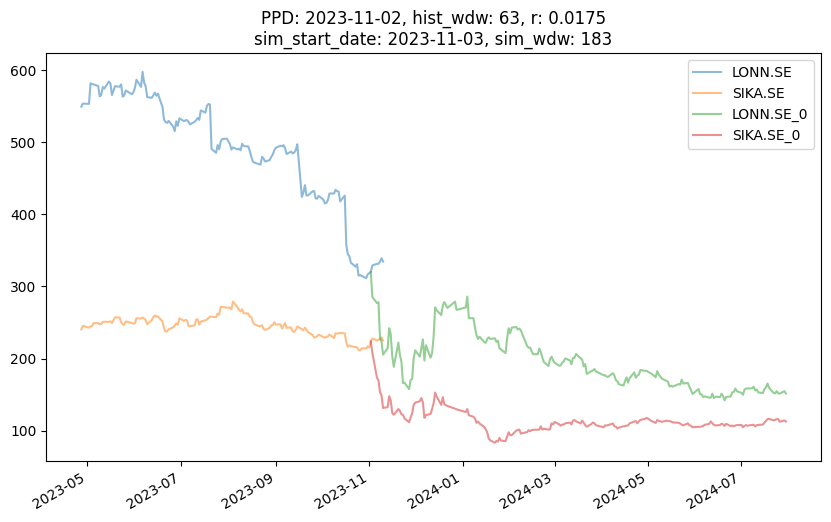 PPD: 2023-11-02, hist_wdw: 63, r: 0.0175
sim_start_date: 2023-11-03, sim_wdw: 183
LONN.SE
SIKA.SE
LONN.SE_0
SIKA.SE_0
600
500
400
300
200
100
2023-05
2023-07
2023-09
2023-11
2024-01
2024-03
2024-05
2024-07